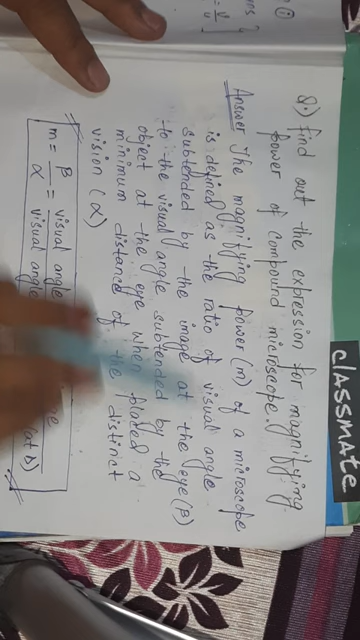 classmate
Q.) Find out the expression for magnifying
power of compound microscope.
Answer The magnifying power (m) of a microscope
is defined as the ratio of visual angle
subtended by the image at the eye (β)
to the visual angle subtended by the
object at the eye when plated a
minimum distance of the distinct
vision (α)
m = β/α = visual angle / visual angle (at b)